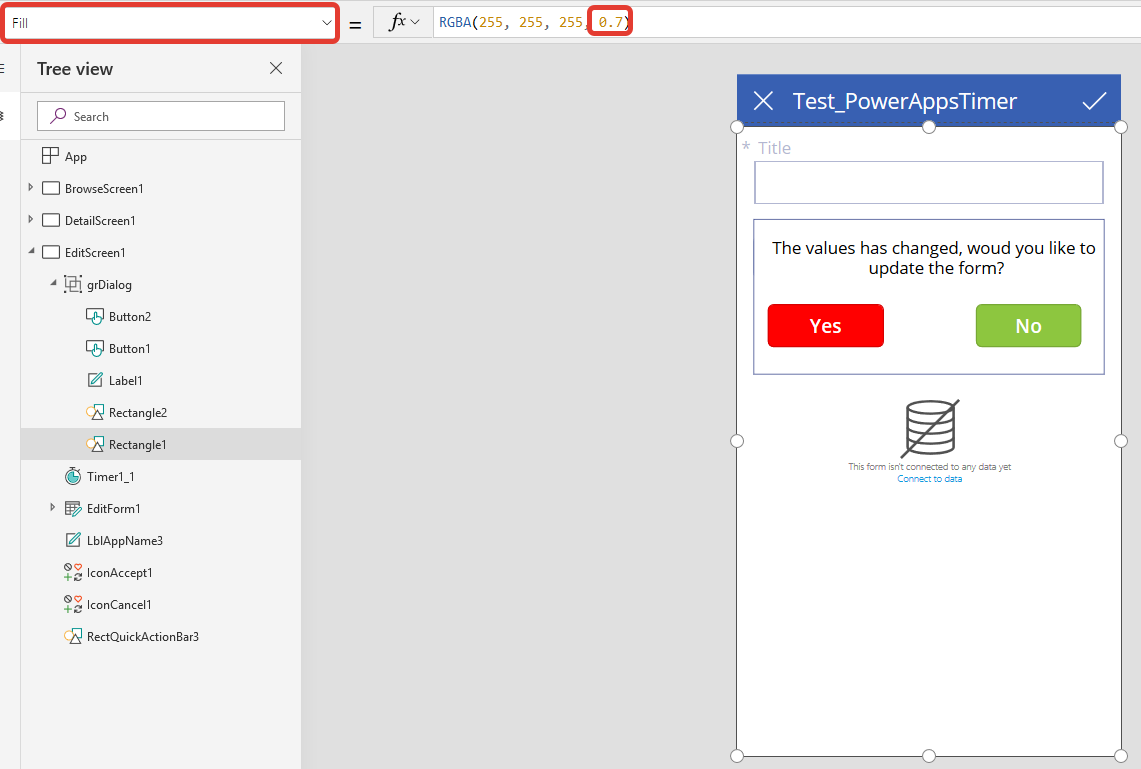 Fill
= fx RGBA(255, 255, 255, 0.7)
Tree view
Search
App
BrowseScreen1
DetailScreen1
EditScreen1
grDialog
Button2
Button1
Label1
Rectangle2
Rectangle1
Timer1_1
EditForm1
LblAppName3
IconAccept1
IconCancel1
RectQuickActionBar3
Test_PowerAppsTimer
* Title
The values has changed, woud you like to
update the form?
Yes
No
This form isn't connected to any data yet
Connect to data